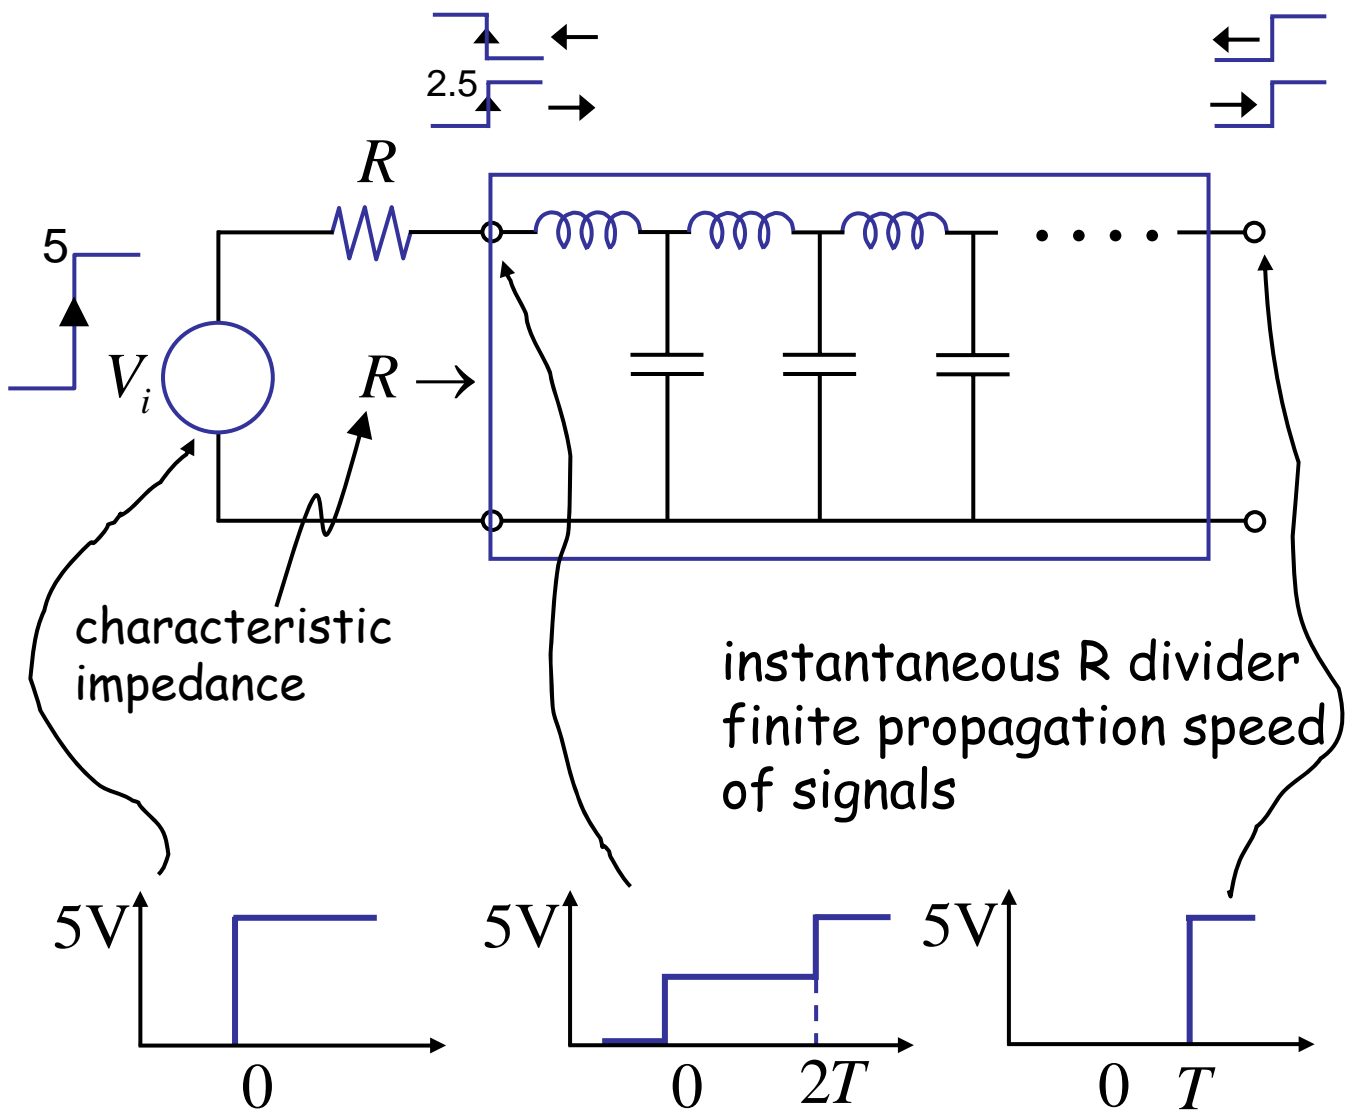 2.5
R
5
V_i
R →
characteristic
impedance
instantaneous R divider
finite propagation speed
of signals
5V
0
5V
0 2T
5V
0 T